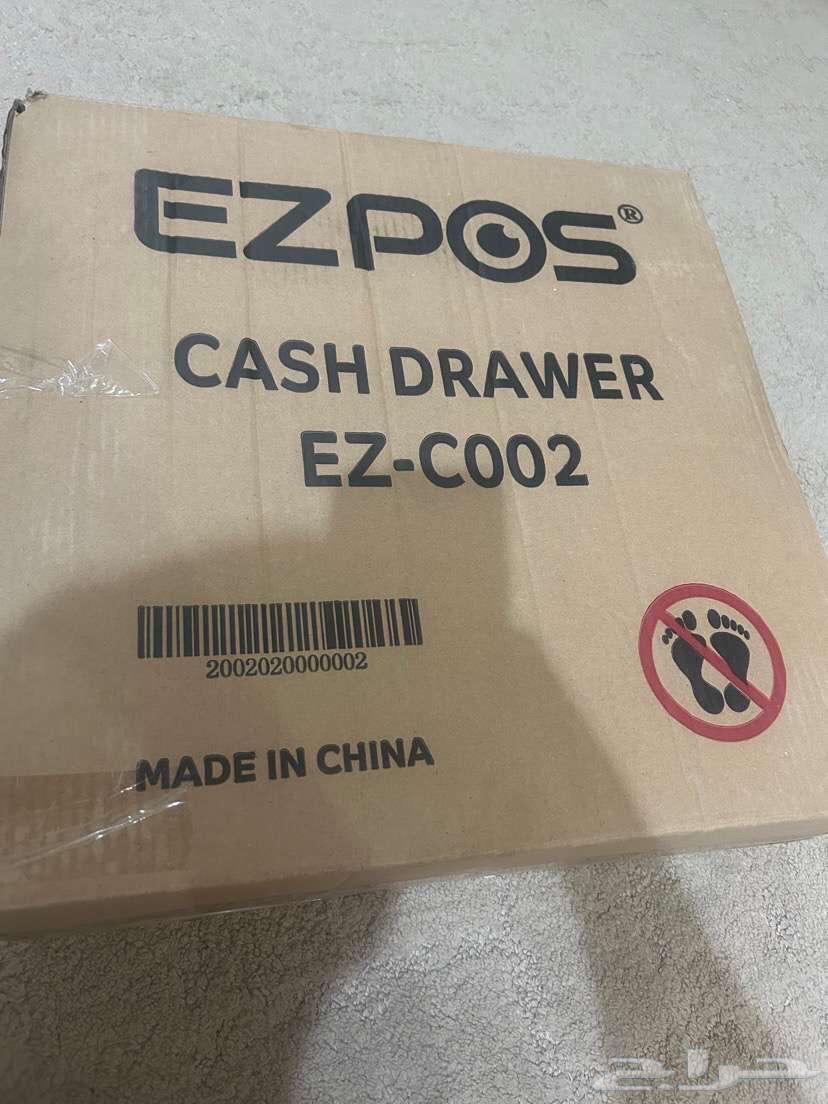 EZPOS®
CASH DRAWER
EZ-C002
2002020000002
MADE IN CHINA
حراج